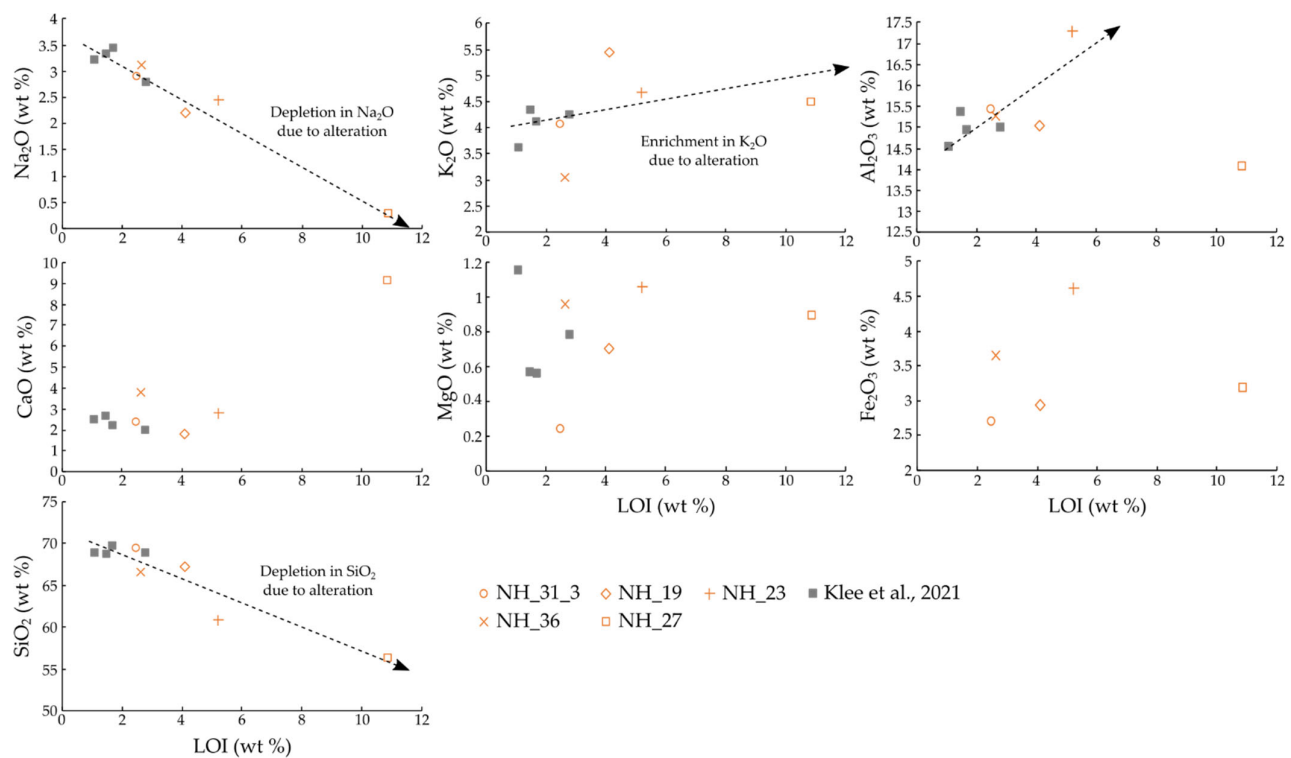 4
3.5
3
2.5
2
1.5
1
0.5
0
Na₂O (wt %)
Depletion in Na₂O
due to alteration
0 2 4 6 8 10 12
6
5.5
5
4.5
4
3.5
3
2.5
2
K₂O (wt %)
Enrichment in K₂O
due to alteration
0 2 4 6 8 10 12
17.5
17
16.5
16
15.5
15
14.5
14
13.5
13
12.5
Al₂O₃ (wt %)
0 2 4 6 8 10 12
10
9
8
7
6
5
4
3
2
1
0
CaO (wt %)
0 2 4 6 8 10 12
1.2
1
0.8
0.6
0.4
0.2
0
MgO (wt %)
0 2 4 6 8 10 12
LOI (wt %)
5
4.5
4
3.5
3
2.5
2
Fe₂O₃ (wt %)
0 2 4 6 8 10 12
LOI (wt %)
75
70
65
60
55
50
SiO₂ (wt %)
Depletion in SiO₂
due to alteration
0 2 4 6 8 10 12
LOI (wt %)
NH_31_3 NH_19 NH_23 Klee et al., 2021
NH_36 NH_27